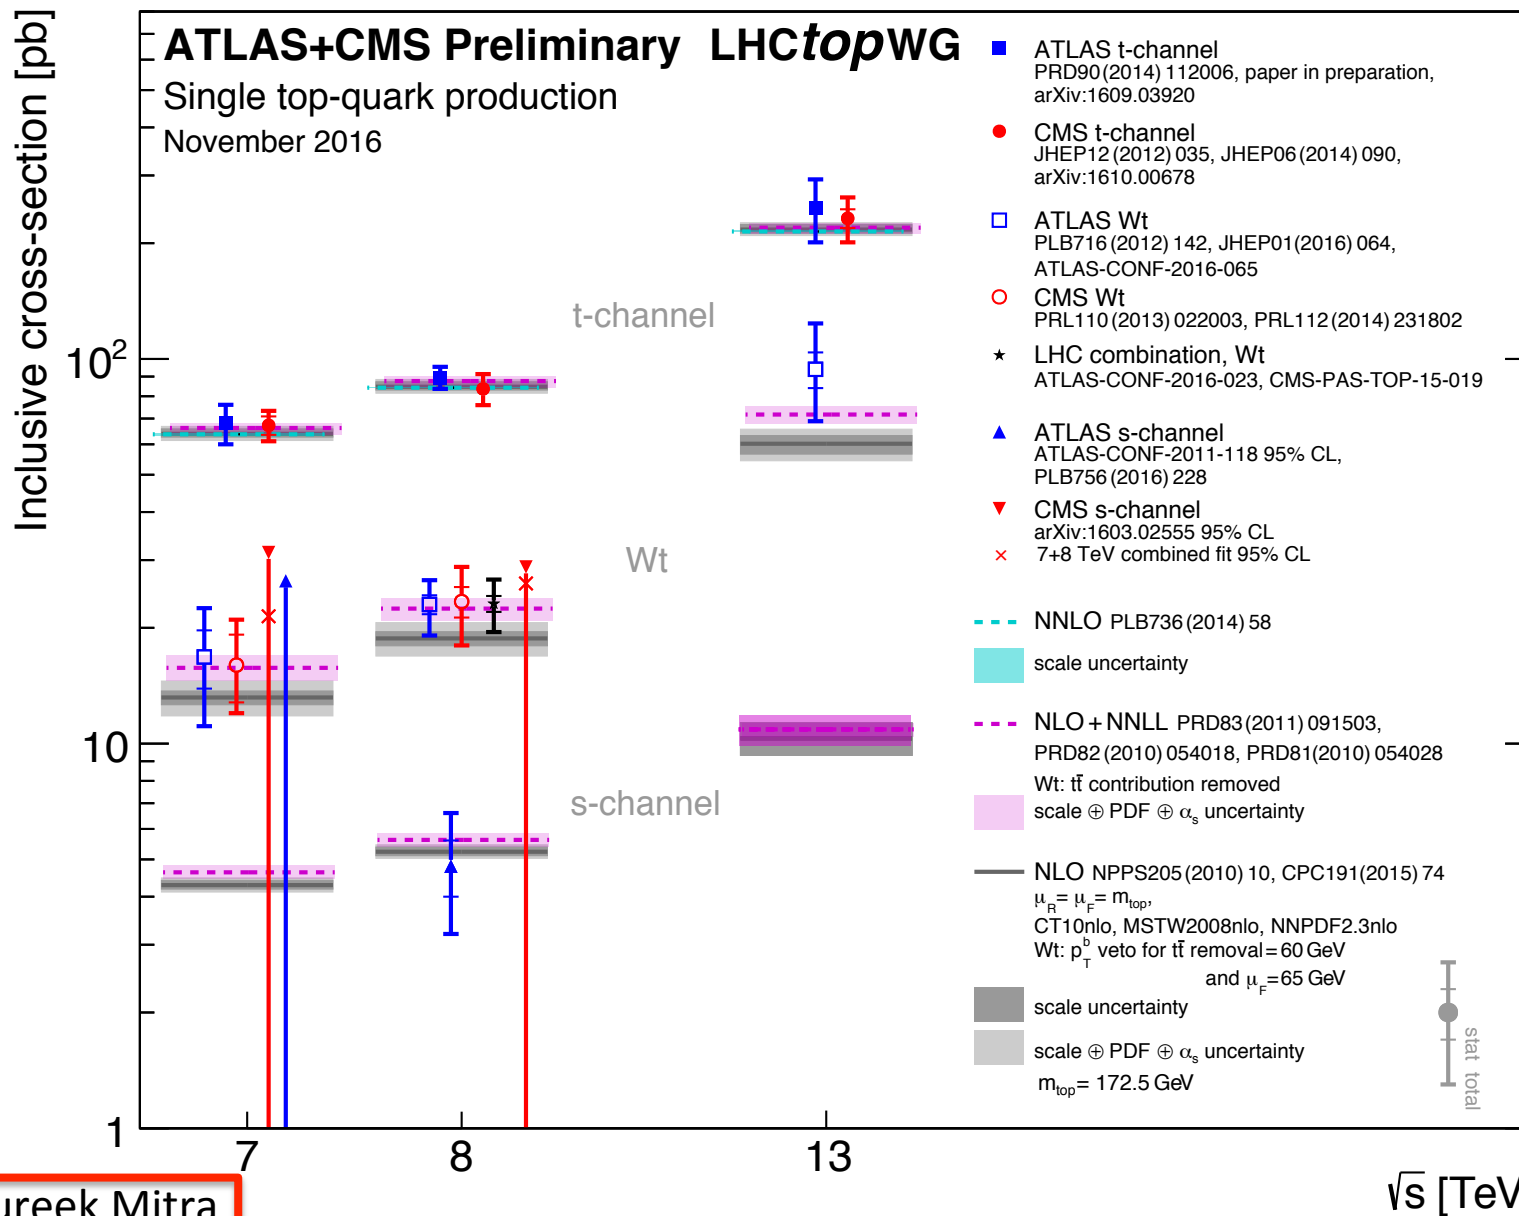 Inclusive cross-section [pb]
ATLAS+CMS Preliminary LHCtopWG
Single top-quark production
November 2016
10²
10
1
7
8
13
√s [TeV
t-channel
Wt
s-channel
ATLAS t-channel
PRD90(2014) 112006, paper in preparation,
arXiv:1609.03920
CMS t-channel
JHEP12(2012) 035, JHEP06(2014) 090,
arXiv:1610.00678
ATLAS Wt
PLB716(2012) 142, JHEP01(2016) 064,
ATLAS-CONF-2016-065
CMS Wt
PRL110(2013) 022003, PRL112(2014) 231802
LHC combination, Wt
ATLAS-CONF-2016-023, CMS-PAS-TOP-15-019
ATLAS s-channel
ATLAS-CONF-2011-118 95% CL,
PLB756(2016) 228
CMS s-channel
arXiv:1603.02555 95% CL
7+8 TeV combined fit 95% CL
NNLO PLB736(2014) 58
scale uncertainty
NLO+NNLL PRD83(2011) 091503,
PRD82(2010) 054018, PRD81(2010) 054028
Wt: tt̄ contribution removed
scale ⊕ PDF ⊕ αs uncertainty
NLO NPPS205(2010) 10, CPC191(2015) 74
μR= μF= mtop,
CT10nlo, MSTW2008nlo, NNPDF2.3nlo
Wt: pTb veto for tt̄ removal=60 GeV
and μF=65 GeV
scale uncertainty
scale ⊕ PDF ⊕ αs uncertainty
mtop= 172.5 GeV
stat total
ureek Mitra